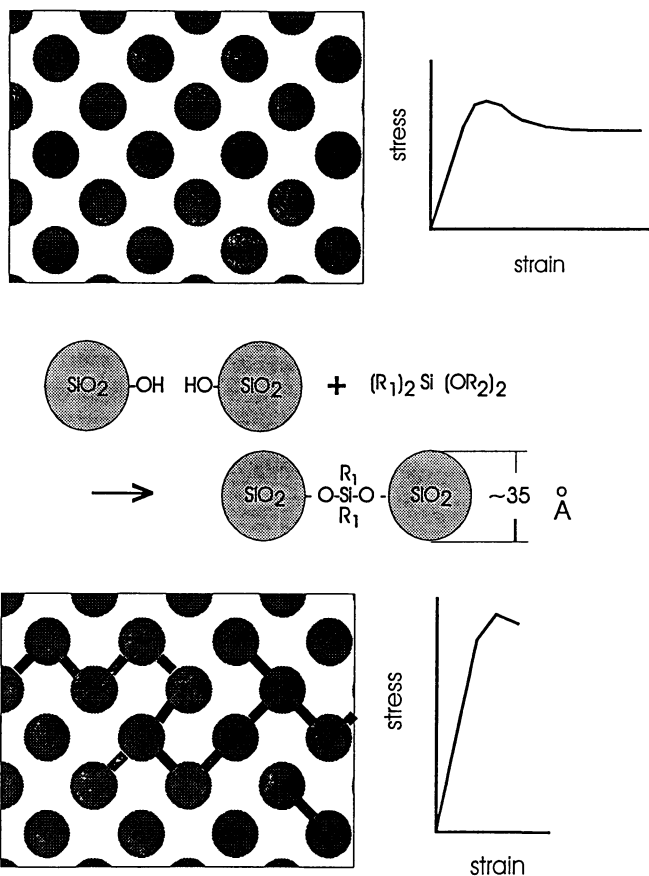 stress
strain
SiO2 -OH HO- SiO2 + (R1)2 Si (OR2)2
R1
→ SiO2 - O-Si-O - SiO2 ~35 Å
R1
stress
strain